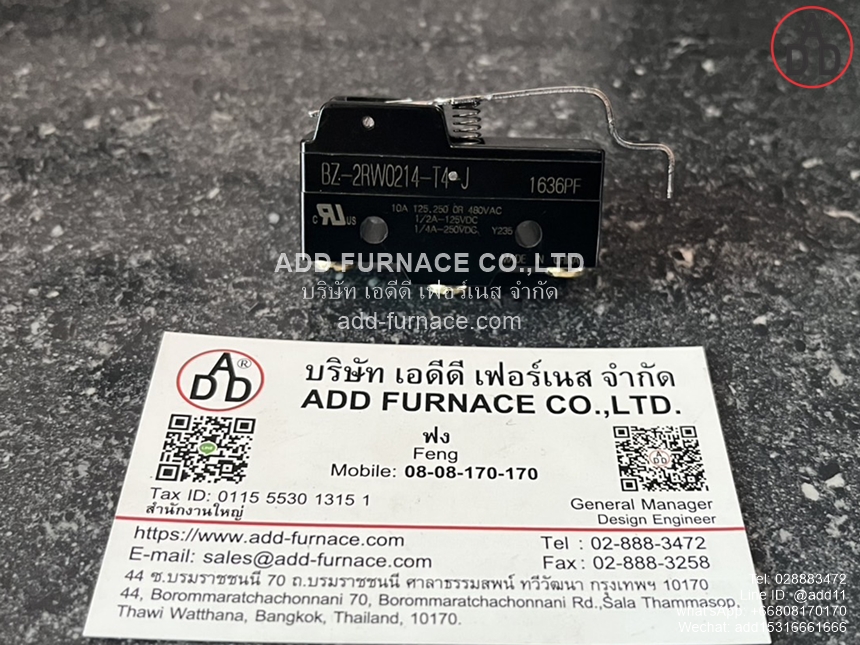 ADD
BZ-2RW0214-T4-J
1636PF
10A 125,250 OR 480VAC
1/2A-125VDC
1/4A-250VDC
Y235
C US
ADD FURNACE CO.,LTD
บริษัท เอดีดี เฟอร์เนส จำกัด
add-furnace.com
ADD®
บริษัท เอดีดี เฟอร์เนส จำกัด
ADD FURNACE CO.,LTD.
ฟง
Feng
Mobile: 08-08-170-170
Tax ID: 0115 5530 1315 1
สำนักงานใหญ่
General Manager
Design Engineer
https://www.add-furnace.com
E-mail: sales@add-furnace.com
Tel : 02-888-3472
Fax : 02-888-3258
44 ซ.บรมราชชนนี 70 ถ.บรมราชชนนี ศาลาธรรมสพน์ ทวีวัฒนา กรุงเทพฯ 10170
44, Borommaratchachonnani 70, Borommaratchachonnani Rd.,Sala Thammasop,
Thawi Watthana, Bangkok, Thailand, 10170.
Tel: 028883472
Line ID: @add11
WhatsApp: +66808170170
Wechat: add15316661666